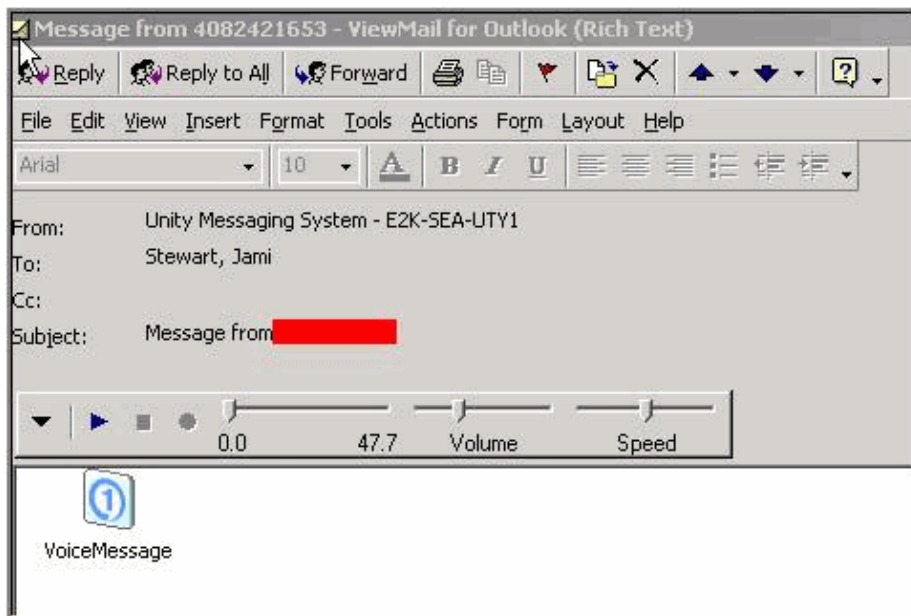 Message from 4082421653 - ViewMail for Outlook (Rich Text)
Reply Reply to All Forward
File Edit View Insert Format Tools Actions Form Layout Help
Arial 10 A B I U
From: Unity Messaging System - E2K-SEA-UTY1
To: Stewart, Jami
Cc:
Subject: Message from
0.0 47.7 Volume Speed
1
VoiceMessage